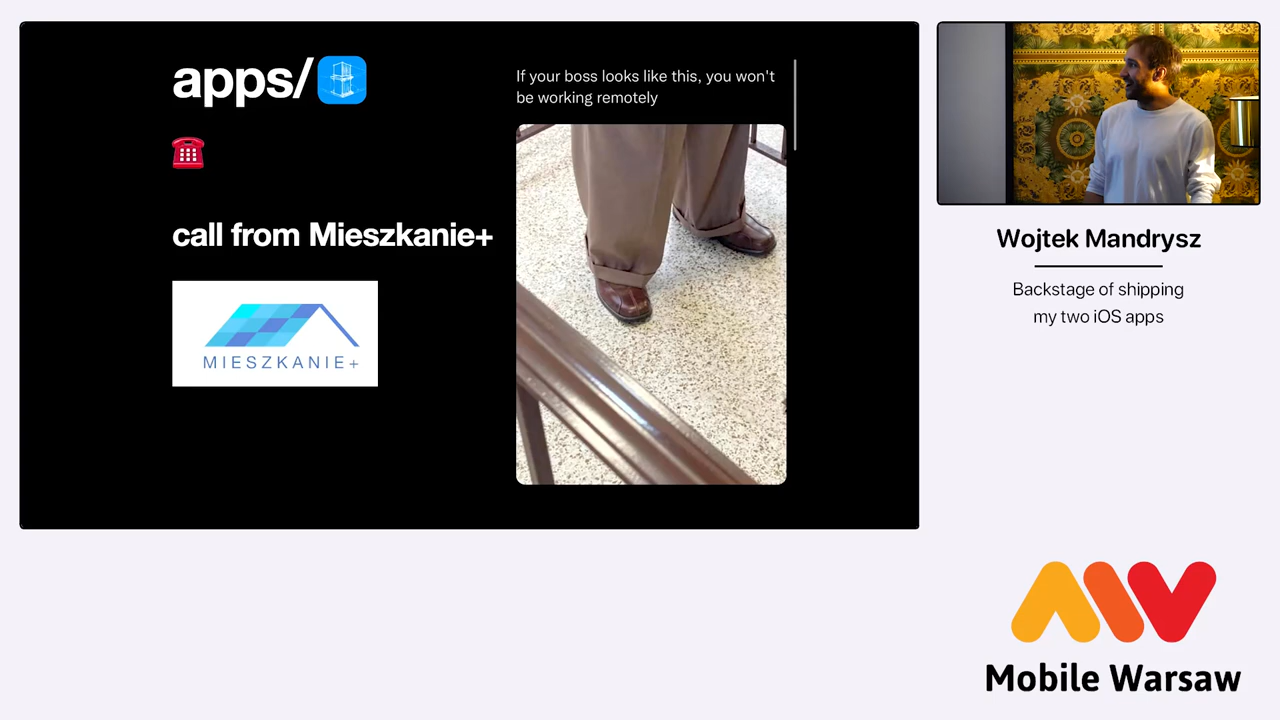 apps/
call from Mieszkanie+
MIESZKANIE+
If your boss looks like this, you won't
be working remotely
Wojtek Mandrysz
Backstage of shipping
my two iOS apps
Mobile Warsaw